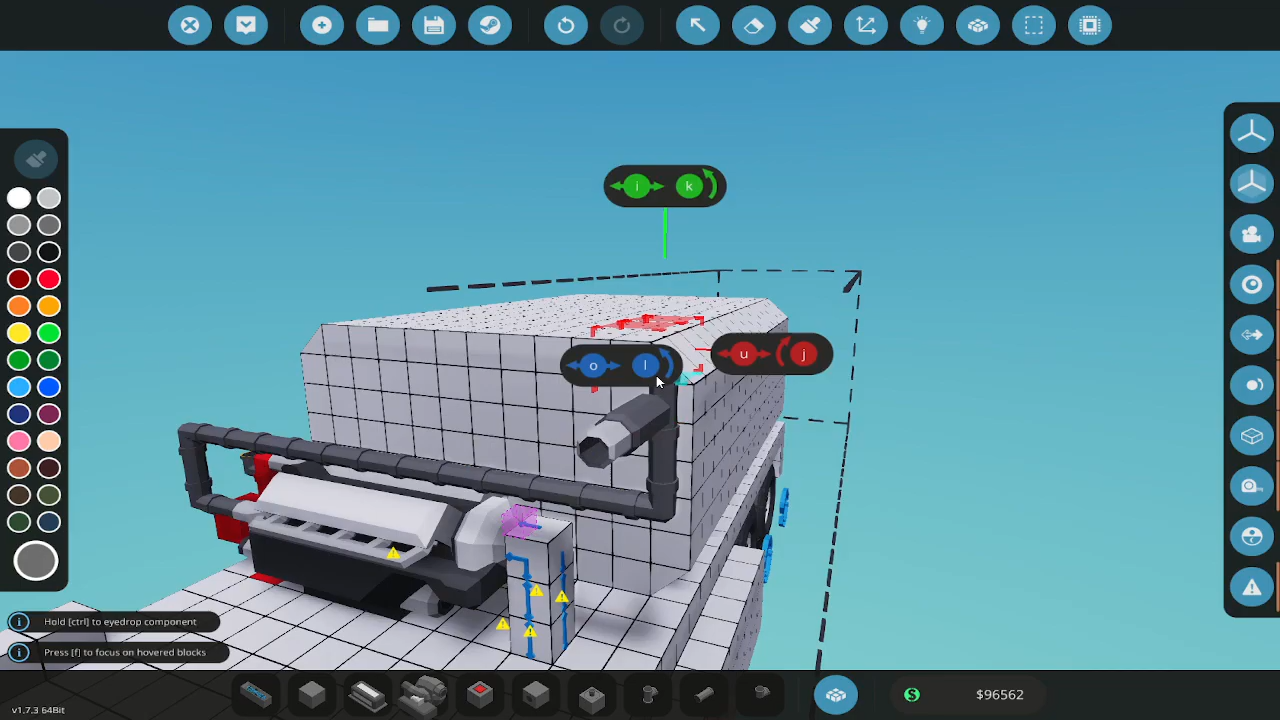 i k
o l
u j
Hold [ctrl] to eyedrop component
Press [f] to focus on hovered blocks
$ $96562
v1.7.3 64Bit